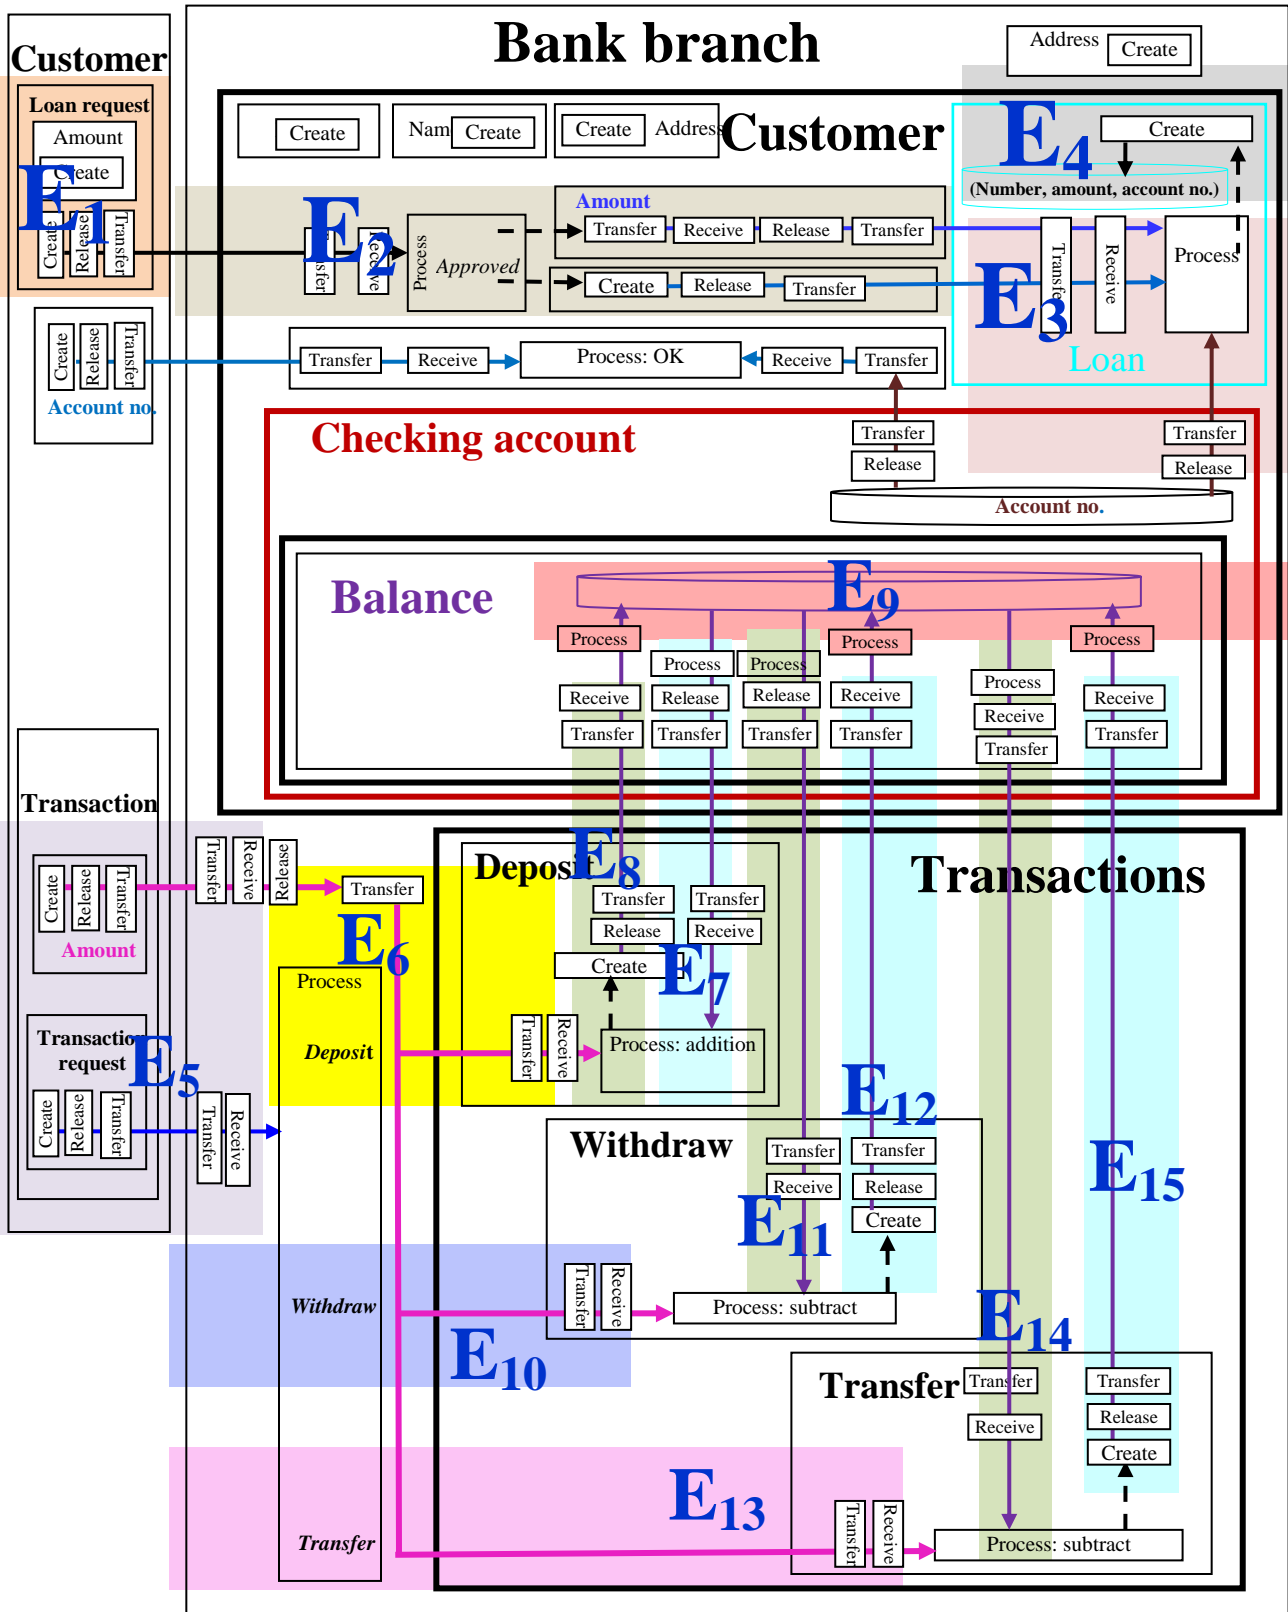 Bank branch
Address
Create
Customer
Loan request
Amount
Create
E1
Create
Release
Transfer
Create
Nam
Create
Create
Address
Customer
E4
Create
(Number, amount, account no.)
E2
Transfer
Receive
Process
Approved
Amount
Transfer
Receive
Release
Transfer
Create
Release
Transfer
E3
Transfer
Receive
Process
Loan
Create
Release
Transfer
Account no.
Transfer
Receive
Process: OK
Receive
Transfer
Checking account
Transfer
Release
Transfer
Release
Account no.
Balance
E9
Process
Process
Process
Process
Process
Process
Receive
Release
Release
Receive
Receive
Receive
Transfer
Transfer
Transfer
Transfer
Transfer
Transfer
Transaction
Create
Release
Transfer
Amount
Transfer
Receive
Release
Transfer
E6
Process
Deposit
Transaction
request
E5
Create
Release
Transfer
Transfer
Receive
Transactions
Deposit
E8
Transfer
Release
Create
Transfer
Receive
E7
Transfer
Receive
Process: addition
E12
Withdraw
Transfer
Receive
E11
Transfer
Release
Create
E15
Withdraw
Transfer
Receive
Process: subtract
E10
E14
Transfer
Transfer
Receive
Transfer
Release
Create
E13
Transfer
Transfer
Receive
Process: subtract